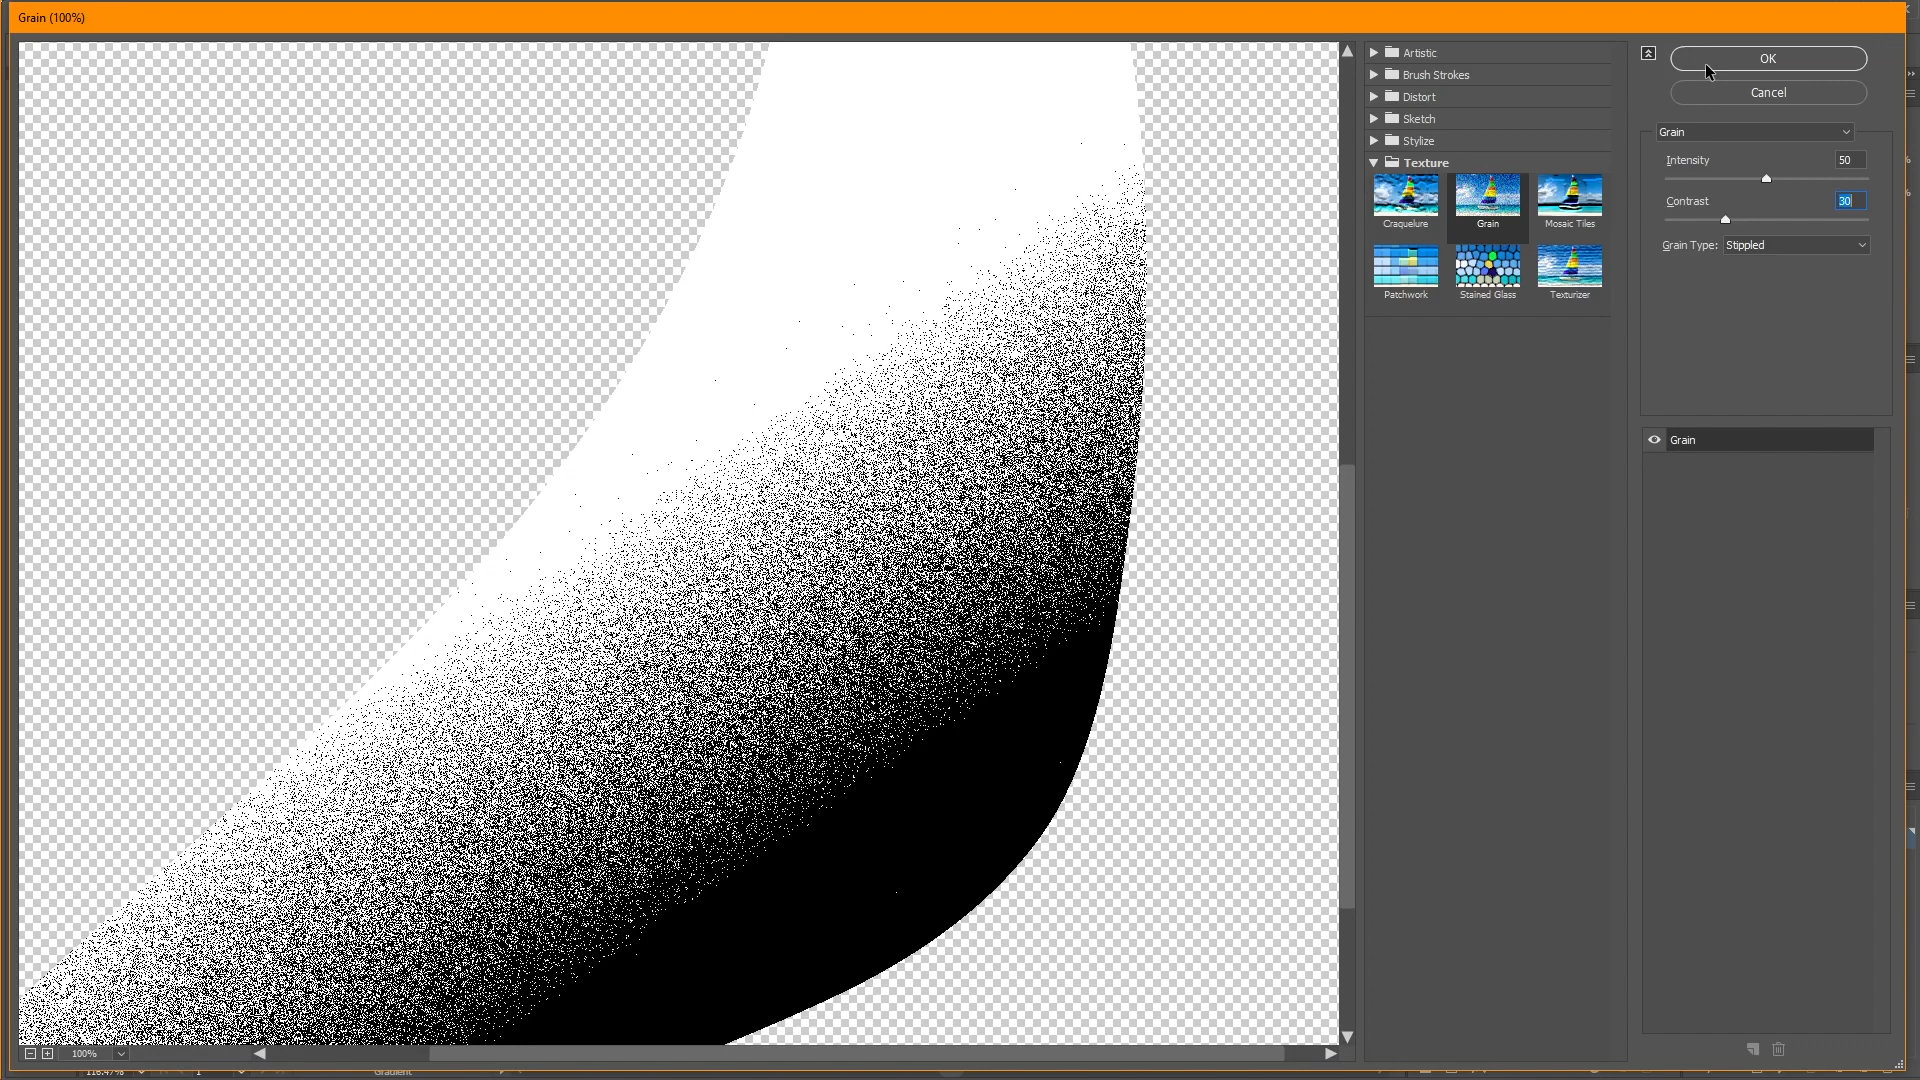 Grain (100%)
Artistic
Brush Strokes
Distort
Sketch
Stylize
Texture
Craquelure
Grain
Mosaic Tiles
Patchwork
Stained Glass
Texturizer
OK
Cancel
Grain
Intensity
50
Contrast
30
Grain Type: Stippled
Grain
100%
Gradient